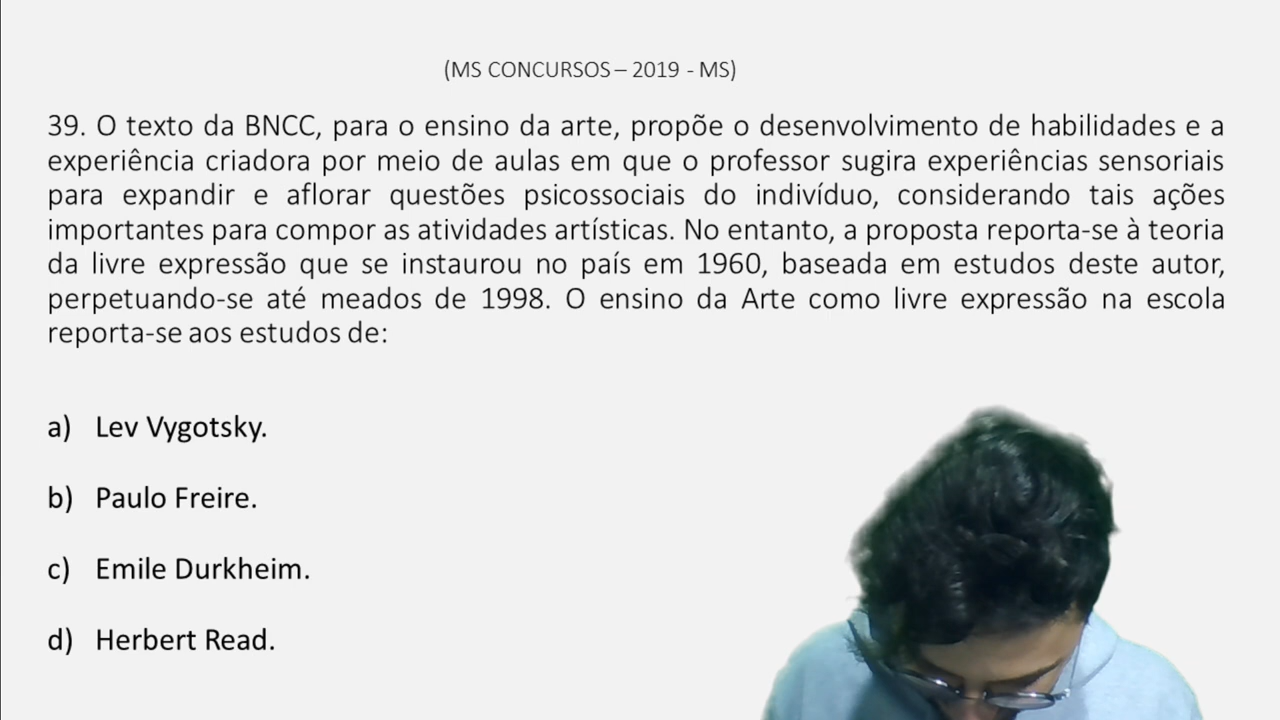 (MS CONCURSOS – 2019 - MS)
39. O texto da BNCC, para o ensino da arte, propõe o desenvolvimento de habilidades e a
experiência criadora por meio de aulas em que o professor sugira experiências sensoriais
para expandir e aflorar questões psicossociais do indivíduo, considerando tais ações
importantes para compor as atividades artísticas. No entanto, a proposta reporta-se à teoria
da livre expressão que se instaurou no país em 1960, baseada em estudos deste autor,
perpetuando-se até meados de 1998. O ensino da Arte como livre expressão na escola
reporta-se aos estudos de:
a) Lev Vygotsky.
b) Paulo Freire.
c) Emile Durkheim.
d) Herbert Read.